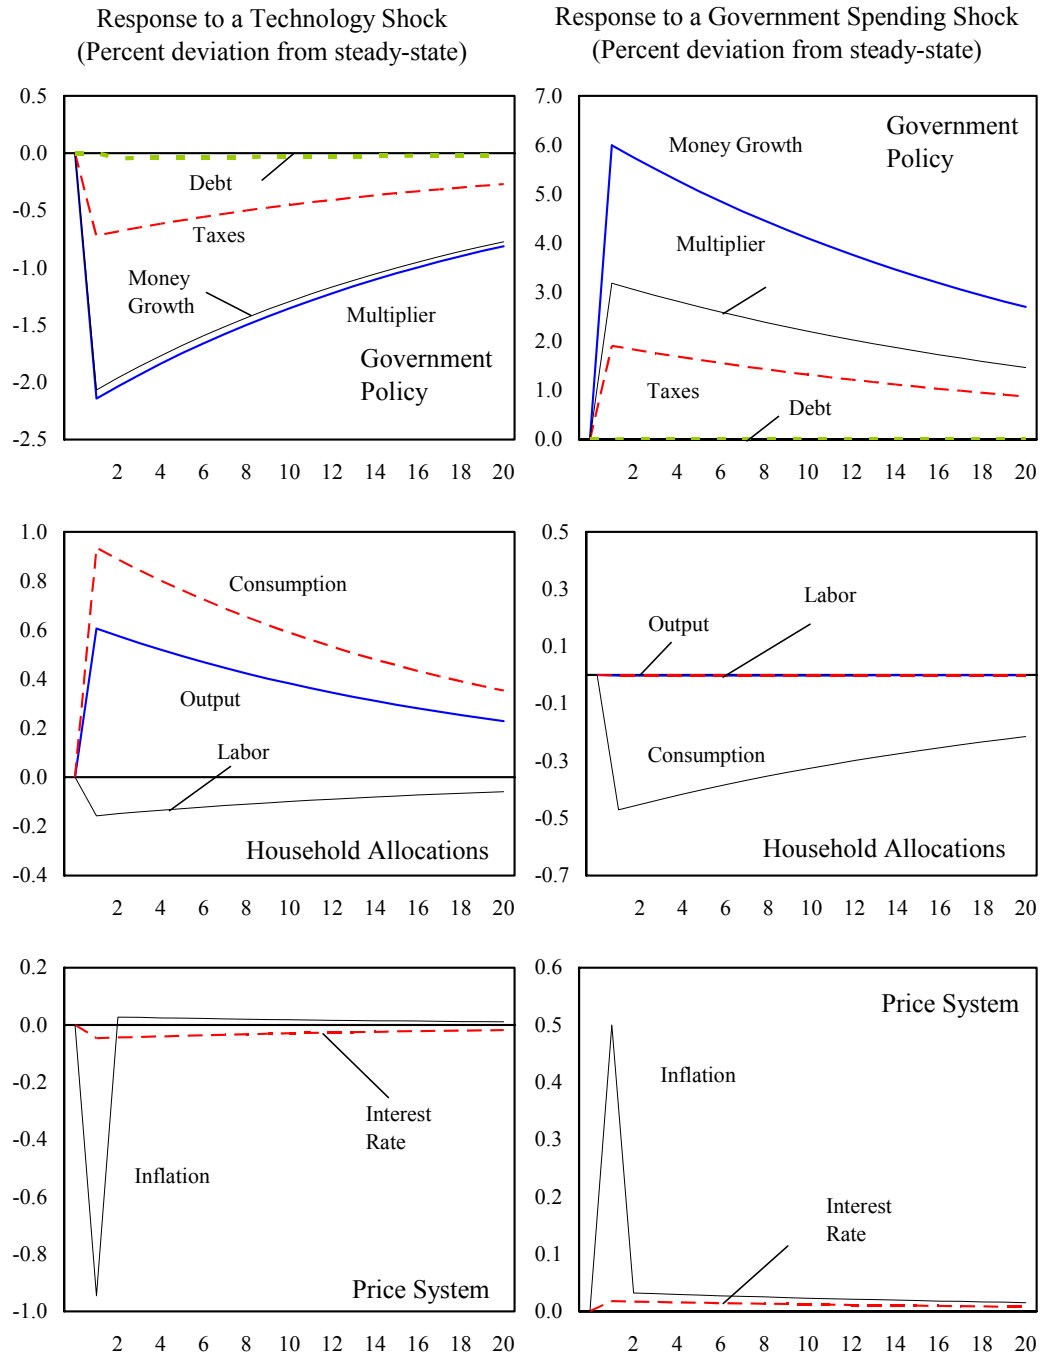 Response to a Technology Shock
(Percent deviation from steady-state)
0.5
0.0
-0.5
-1.0
-1.5
-2.0
-2.5
Debt
Taxes
Money
Growth
Multiplier
Government
Policy
2 4 6 8 10 12 14 16 18 20
Response to a Government Spending Shock
(Percent deviation from steady-state)
7.0
6.0
5.0
4.0
3.0
2.0
1.0
0.0
Government
Policy
Money Growth
Multiplier
Taxes
Debt
2 4 6 8 10 12 14 16 18 20
1.0
0.8
0.6
0.4
0.2
0.0
-0.2
-0.4
Consumption
Output
Labor
Household Allocations
2 4 6 8 10 12 14 16 18 20
0.5
0.3
0.1
-0.1
-0.3
-0.5
-0.7
Labor
Output
Consumption
Household Allocations
2 4 6 8 10 12 14 16 18 20
0.2
0.0
-0.2
-0.4
-0.6
-0.8
-1.0
Interest
Rate
Inflation
Price System
2 4 6 8 10 12 14 16 18 20
0.6
0.5
0.4
0.3
0.2
0.1
0.0
Price System
Inflation
Interest
Rate
2 4 6 8 10 12 14 16 18 20